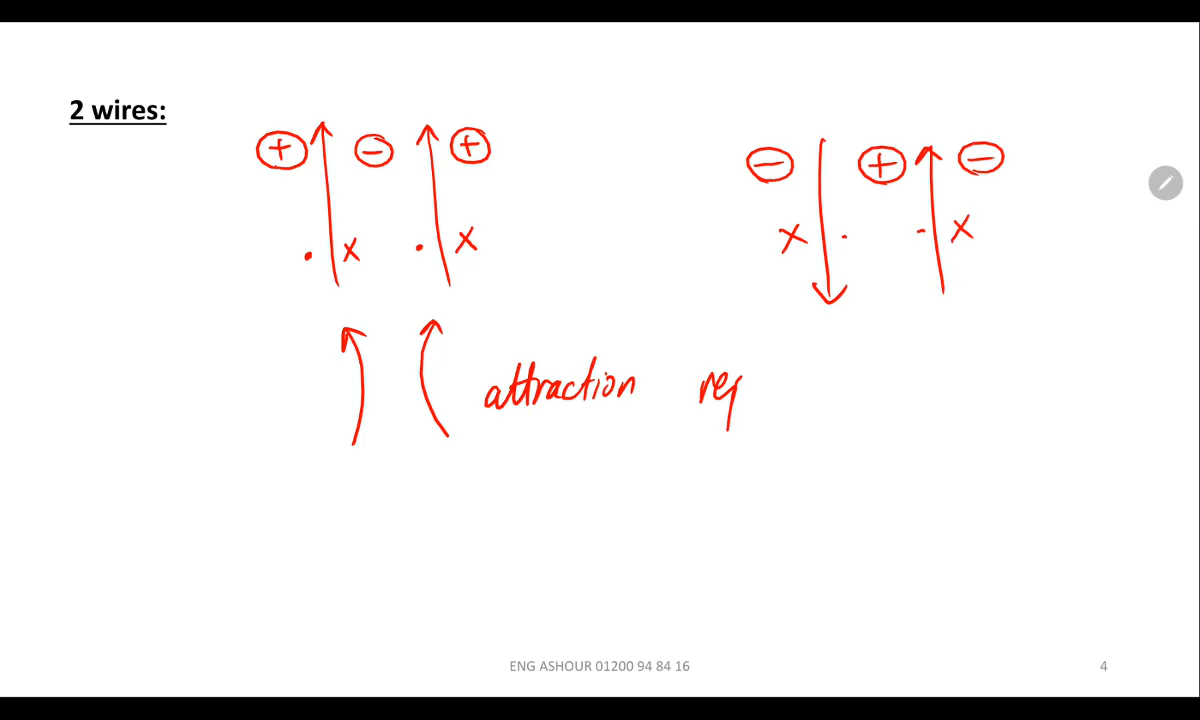 2 wires:
+ − +
− + −
. x . x
x . . x
attraction rep
ENG ASHOUR 01200 94 84 16
4